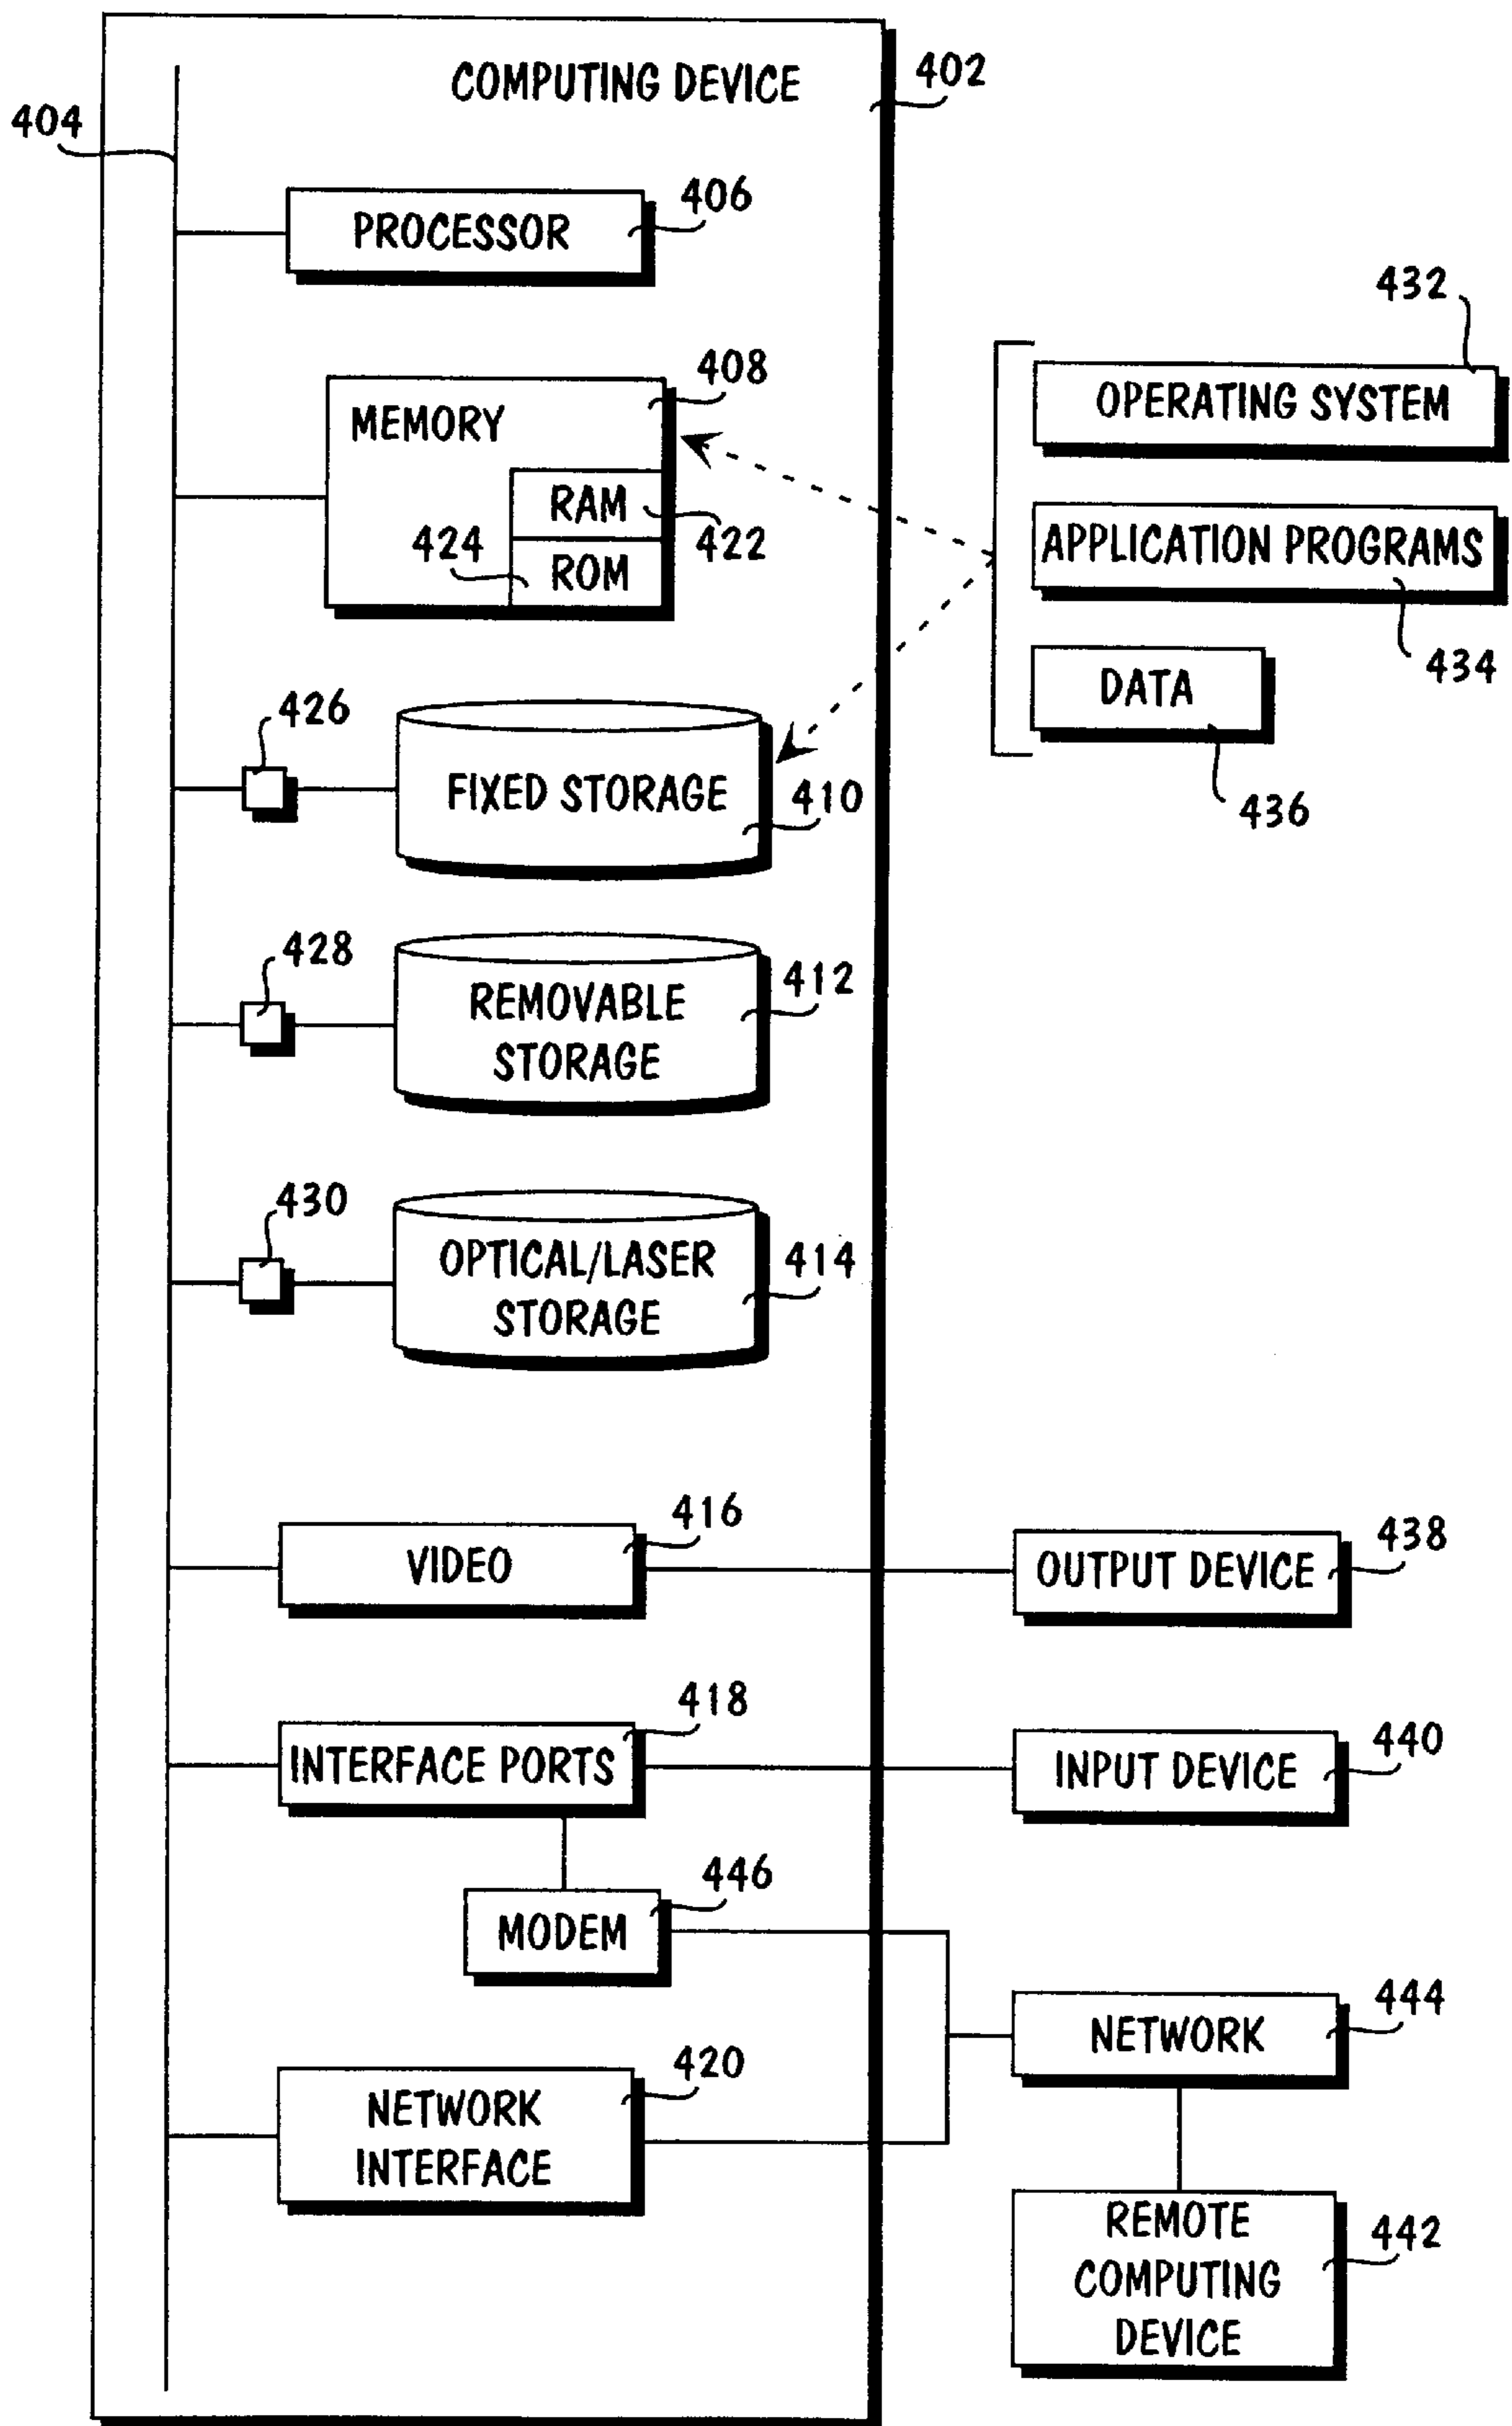 COMPUTING DEVICE
402
404
406
PROCESSOR
432
OPERATING SYSTEM
408
MEMORY
RAM
422
424
ROM
APPLICATION PROGRAMS
434
DATA
436
426
FIXED STORAGE
410
428
REMOVABLE
STORAGE
412
430
OPTICAL/LASER
STORAGE
414
416
VIDEO
438
OUTPUT DEVICE
418
INTERFACE PORTS
440
INPUT DEVICE
446
MODEM
444
NETWORK
420
NETWORK
INTERFACE
REMOTE
COMPUTING
DEVICE
442